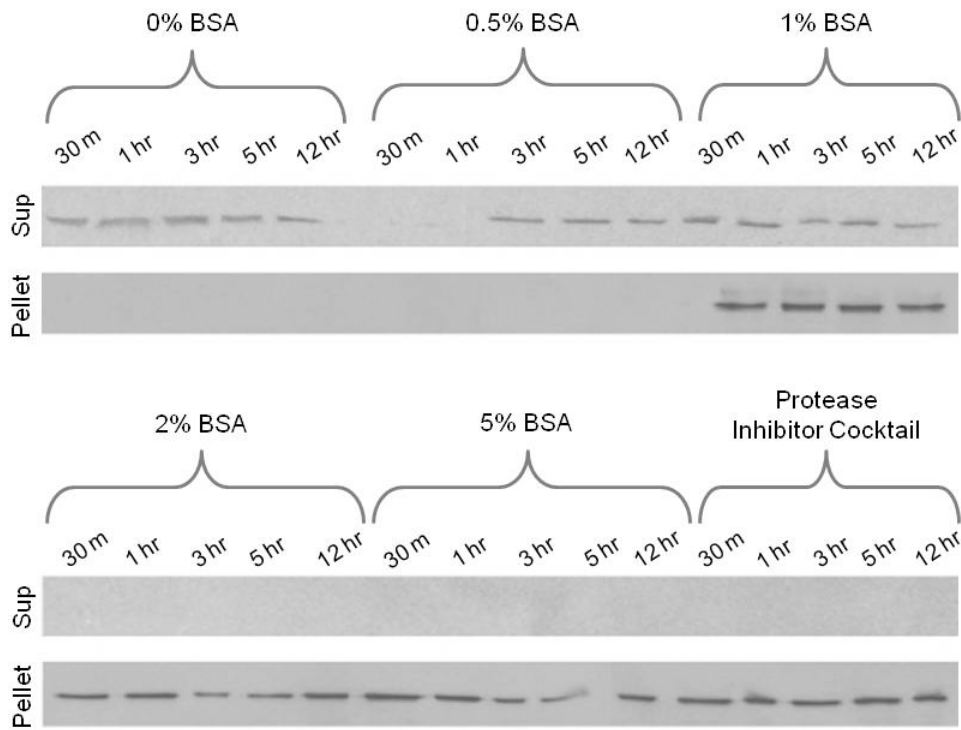 0% BSA 0.5% BSA 1% BSA
30 m 1 hr 3 hr 5 hr 12 hr 30 m 1 hr 3 hr 5 hr 12 hr 30 m 1 hr 3 hr 5 hr 12 hr
Sup
Pellet
2% BSA 5% BSA Protease
Inhibitor Cocktail
30 m 1 hr 3 hr 5 hr 12 hr 30 m 1 hr 3 hr 5 hr 12 hr 30 m 1 hr 3 hr 5 hr 12 hr
Sup
Pellet